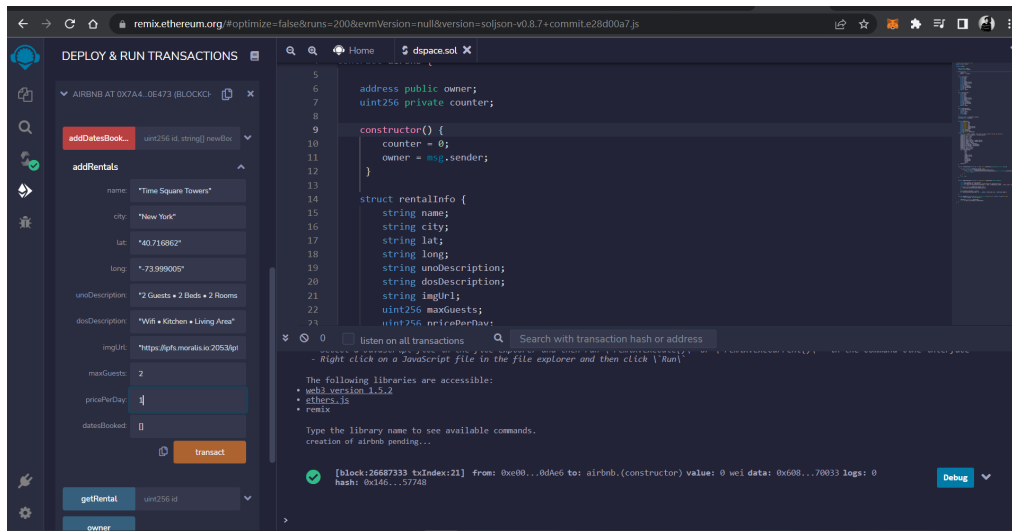 remix.ethereum.org/#optimize=false&runs=200&evmVersion=null&version=soljson-v0.8.7+commit.e28d00a7.js
DEPLOY & RUN TRANSACTIONS
AIRBNB AT 0X7A4..0E473 (BLOCKCH
addDatesBook...
uint256 id, string[] newBoo
addRentals
name:
"Time Square Towers"
city:
"New York"
lat:
"40.716862"
long:
"-73.999005"
unoDescription:
"2 Guests • 2 Beds • 2 Rooms
dosDescription:
"Wifi • Kitchen • Living Area"
imgUrl:
"https://ipfs.moralis.io:2053/ipf
maxGuests:
2
pricePerDay:
1
datesBooked:
[]
transact
getRental
uint256 id
owner
Home
dspace.sol
5
6 address public owner;
7 uint256 private counter;
8
9 constructor() {
10 counter = 0;
11 owner = msg.sender;
12 }
13
14 struct rentalInfo {
15 string name;
16 string city;
17 string lat;
18 string long;
19 string unoDescription;
20 string dosDescription;
21 string imgUrl;
22 uint256 maxGuests;
23 uint256 pricePerDay;
0
listen on all transactions
Search with transaction hash or address
- Right click on a JavaScript file in the file explorer and then click \`Run\`
The following libraries are accessible:
• web3 version 1.5.2
• ethers.js
• remix
Type the library name to see available commands.
creation of airbnb pending...
[block:26687333 txIndex:21] from: 0xe00...0dAe6 to: airbnb.(constructor) value: 0 wei data: 0x608...70033 logs: 0
hash: 0x146...57748
Debug
>